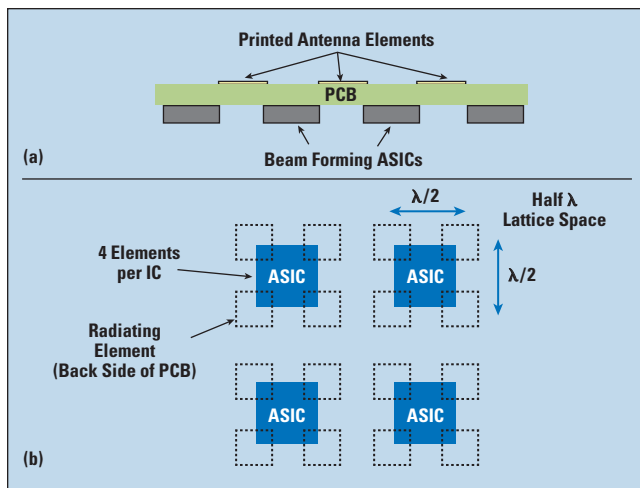 Printed Antenna Elements
PCB
Beam Forming ASICs
(a)
λ/2
Half λ
Lattice Space
4 Elements
per IC
ASIC
ASIC
λ/2
Radiating
Element
(Back Side of PCB)
ASIC
ASIC
(b)